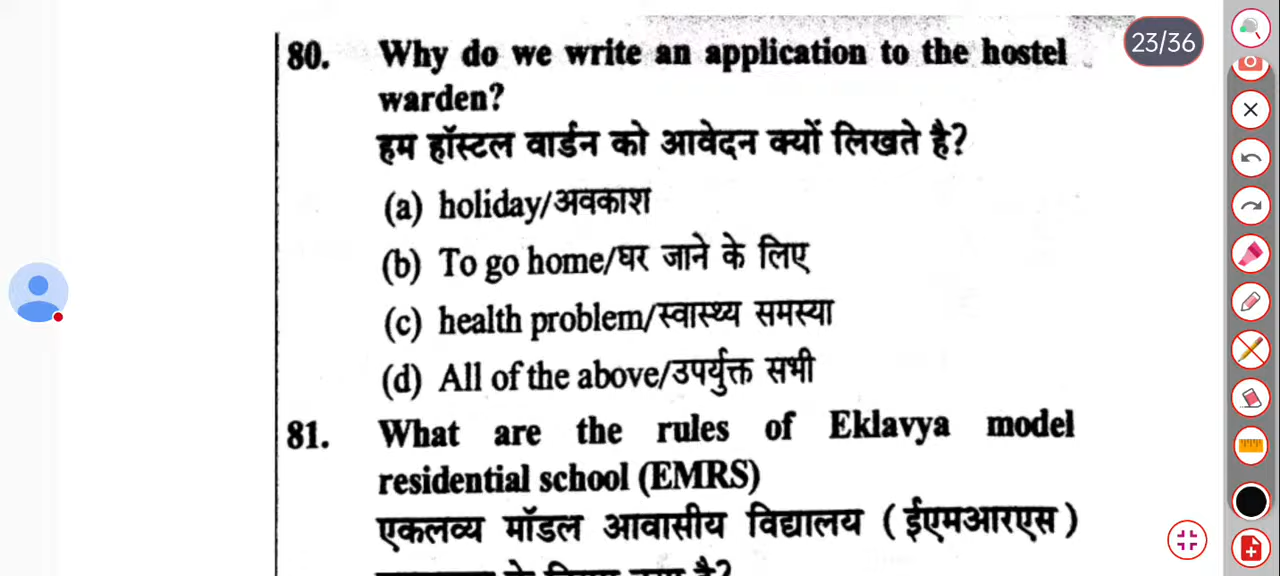 23/36
80. Why do we write an application to the hostel
warden?
हम हॉस्टल वार्डन को आवेदन क्यों लिखते है?
(a) holiday/अवकाश
(b) To go home/घर जाने के लिए
(c) health problem/स्वास्थ्य समस्या
(d) All of the above/उपर्युक्त सभी
81. What are the rules of Eklavya model
residential school (EMRS)
एकलव्य मॉडल आवासीय विद्यालय (ईएमआरएस)
के नियम क्या है?